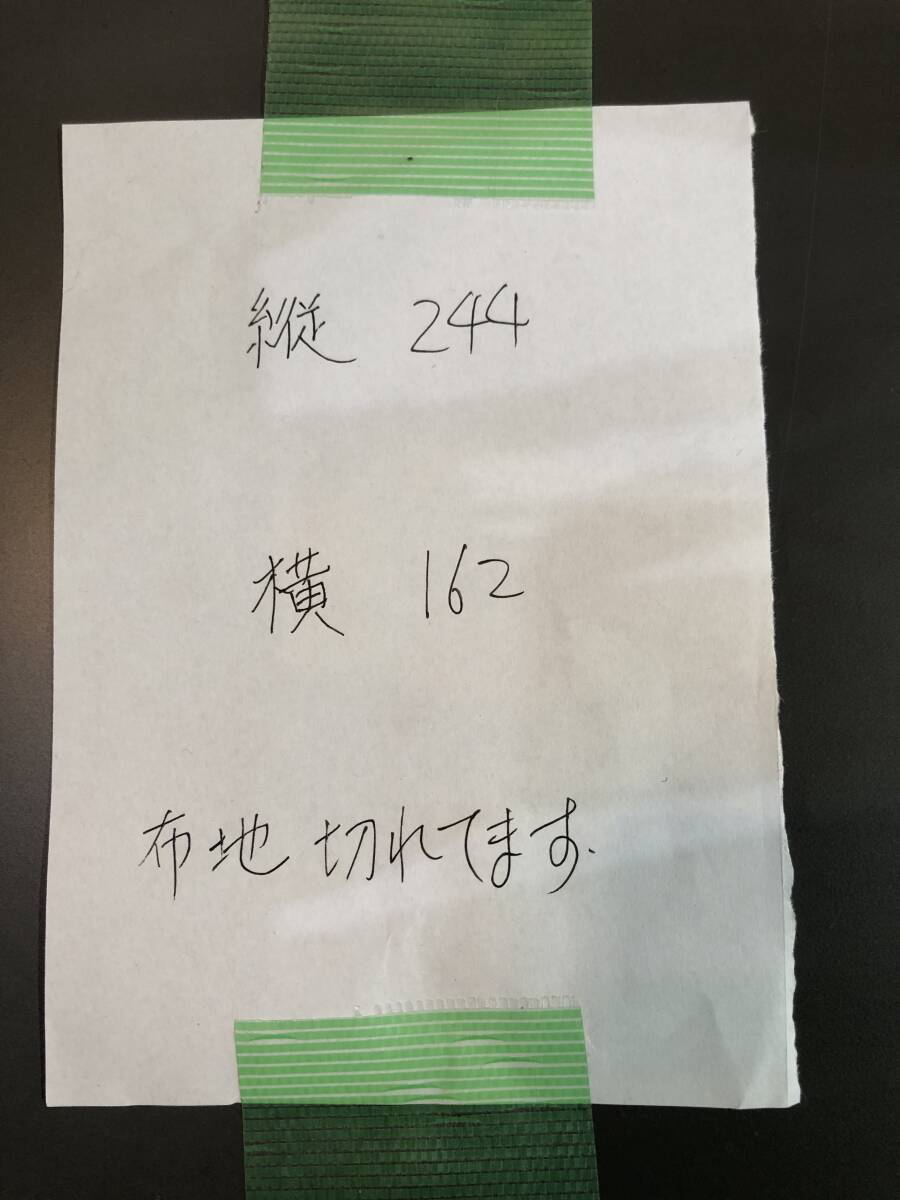 縦 244
横 162
布地 切れてます.